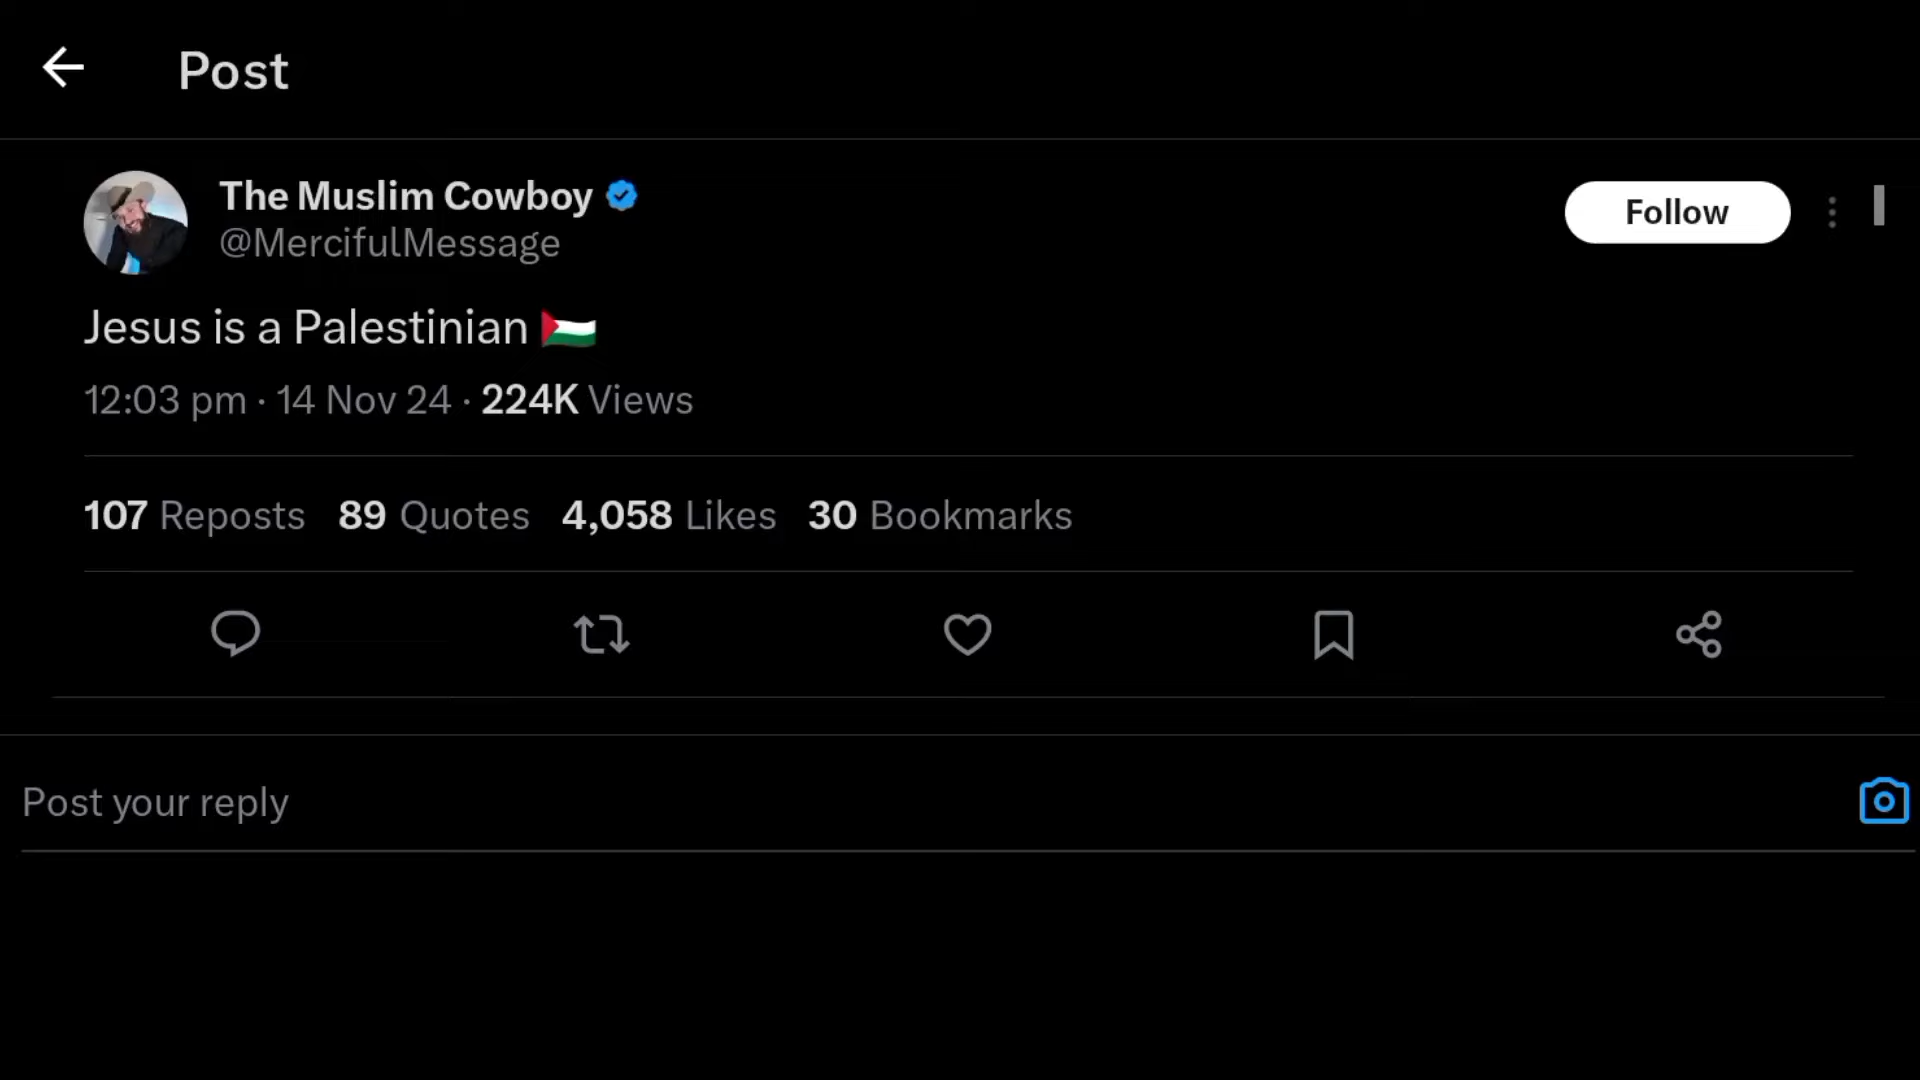 Post
The Muslim Cowboy
Follow
@MercifulMessage
Jesus is a Palestinian 🇵🇸
12:03 pm · 14 Nov 24 · 224K Views
107 Reposts 89 Quotes 4,058 Likes 30 Bookmarks
Post your reply